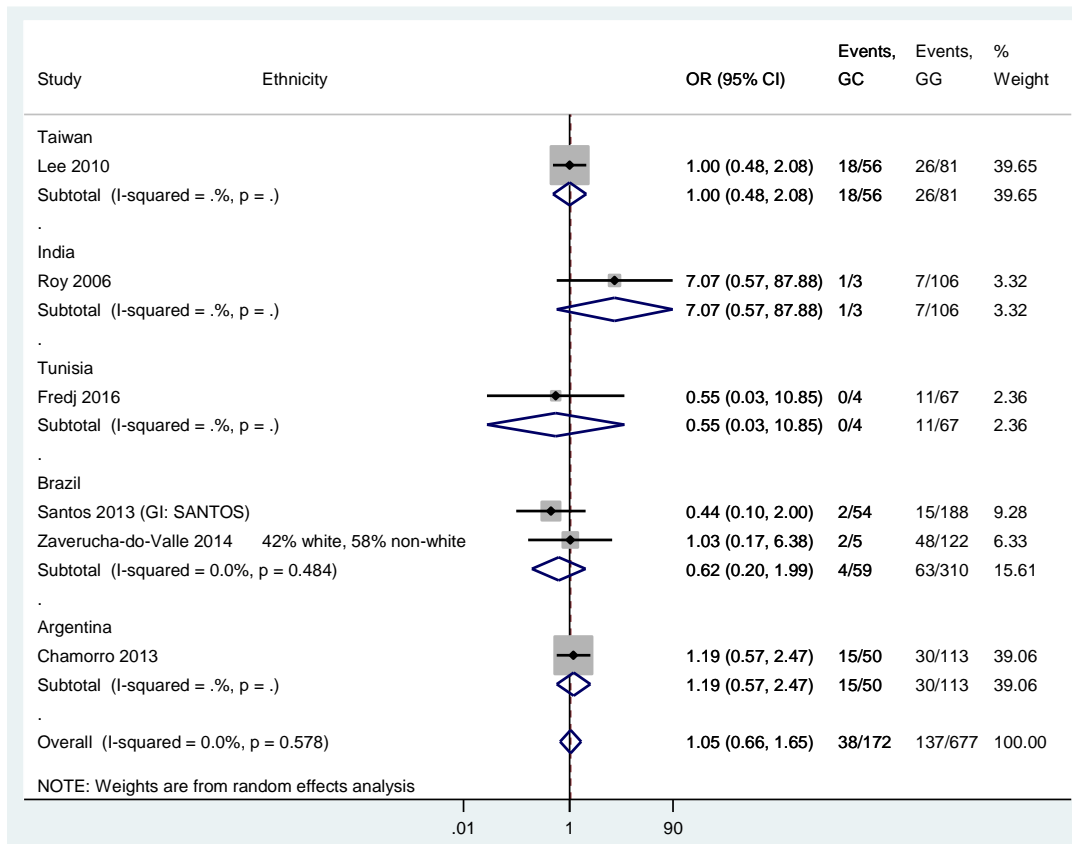 Events, Events, %
Study Ethnicity OR (95% CI) GC GG Weight
Taiwan
Lee 2010 1.00 (0.48, 2.08) 18/56 26/81 39.65
Subtotal (I-squared = .%, p = .) 1.00 (0.48, 2.08) 18/56 26/81 39.65
.
India
Roy 2006 7.07 (0.57, 87.88) 1/3 7/106 3.32
Subtotal (I-squared = .%, p = .) 7.07 (0.57, 87.88) 1/3 7/106 3.32
.
Tunisia
Fredj 2016 0.55 (0.03, 10.85) 0/4 11/67 2.36
Subtotal (I-squared = .%, p = .) 0.55 (0.03, 10.85) 0/4 11/67 2.36
.
Brazil
Santos 2013 (GI: SANTOS) 0.44 (0.10, 2.00) 2/54 15/188 9.28
Zaverucha-do-Valle 2014 42% white, 58% non-white 1.03 (0.17, 6.38) 2/5 48/122 6.33
Subtotal (I-squared = 0.0%, p = 0.484) 0.62 (0.20, 1.99) 4/59 63/310 15.61
.
Argentina
Chamorro 2013 1.19 (0.57, 2.47) 15/50 30/113 39.06
Subtotal (I-squared = .%, p = .) 1.19 (0.57, 2.47) 15/50 30/113 39.06
.
Overall (I-squared = 0.0%, p = 0.578) 1.05 (0.66, 1.65) 38/172 137/677 100.00
NOTE: Weights are from random effects analysis
.01 1 90